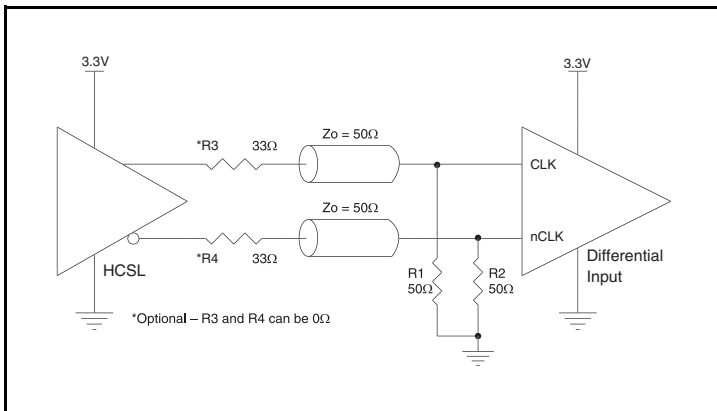 3.3V
3.3V
*R3
33Ω
Zo = 50Ω
CLK
Zo = 50Ω
nCLK
*R4
33Ω
HCSL
R1
50Ω
R2
50Ω
Differential
Input
*Optional – R3 and R4 can be 0Ω